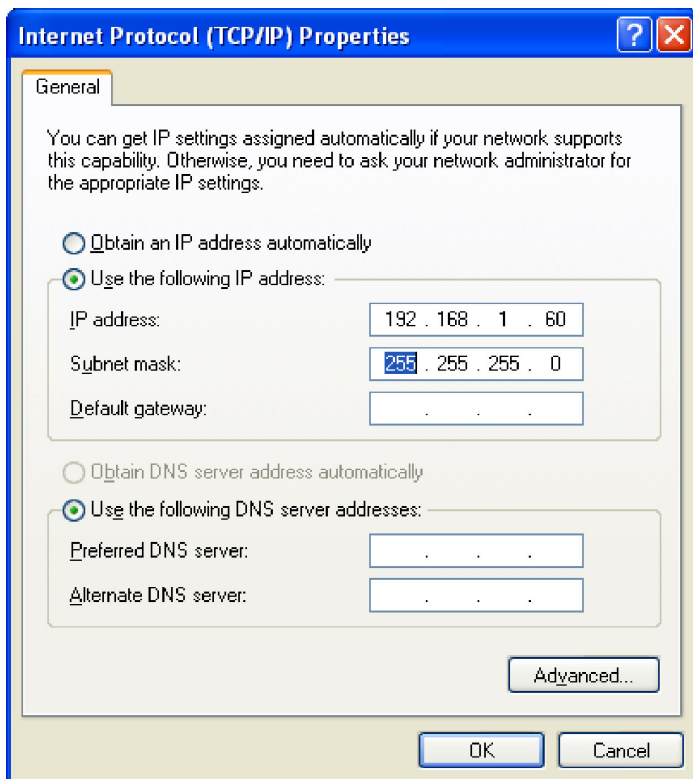 Internet Protocol (TCP/IP) Properties
General
You can get IP settings assigned automatically if your network supports
this capability. Otherwise, you need to ask your network administrator for
the appropriate IP settings.
Obtain an IP address automatically
Use the following IP address:
IP address: 192 . 168 . 1 . 60
Subnet mask: 255 . 255 . 255 . 0
Default gateway: . . .
Obtain DNS server address automatically
Use the following DNS server addresses:
Preferred DNS server: . . .
Alternate DNS server: . . .
Advanced...
OK Cancel